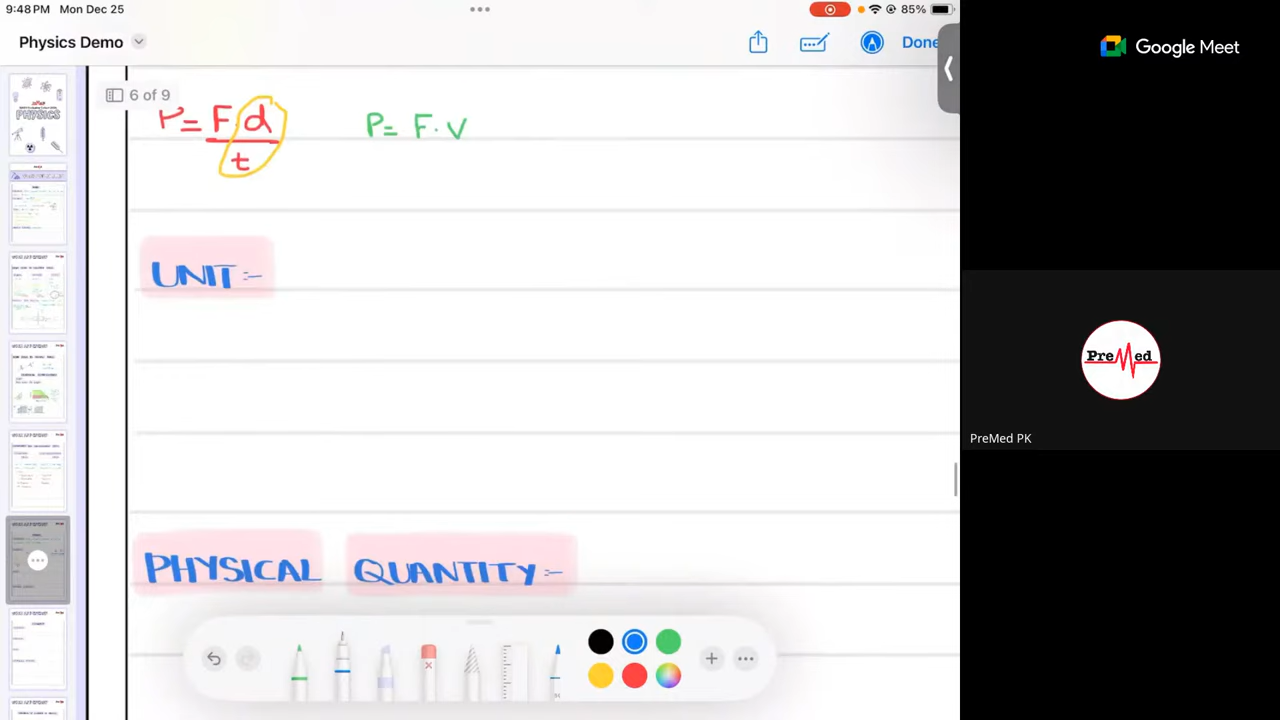 9:48 PM Mon Dec 25
85%
Physics Demo
Done
Google Meet
6 of 9
P = F.d
t
P = F. v
UNIT :-
PHYSICAL QUANTITY :-
PreMed
PreMed PK
PHYSICS